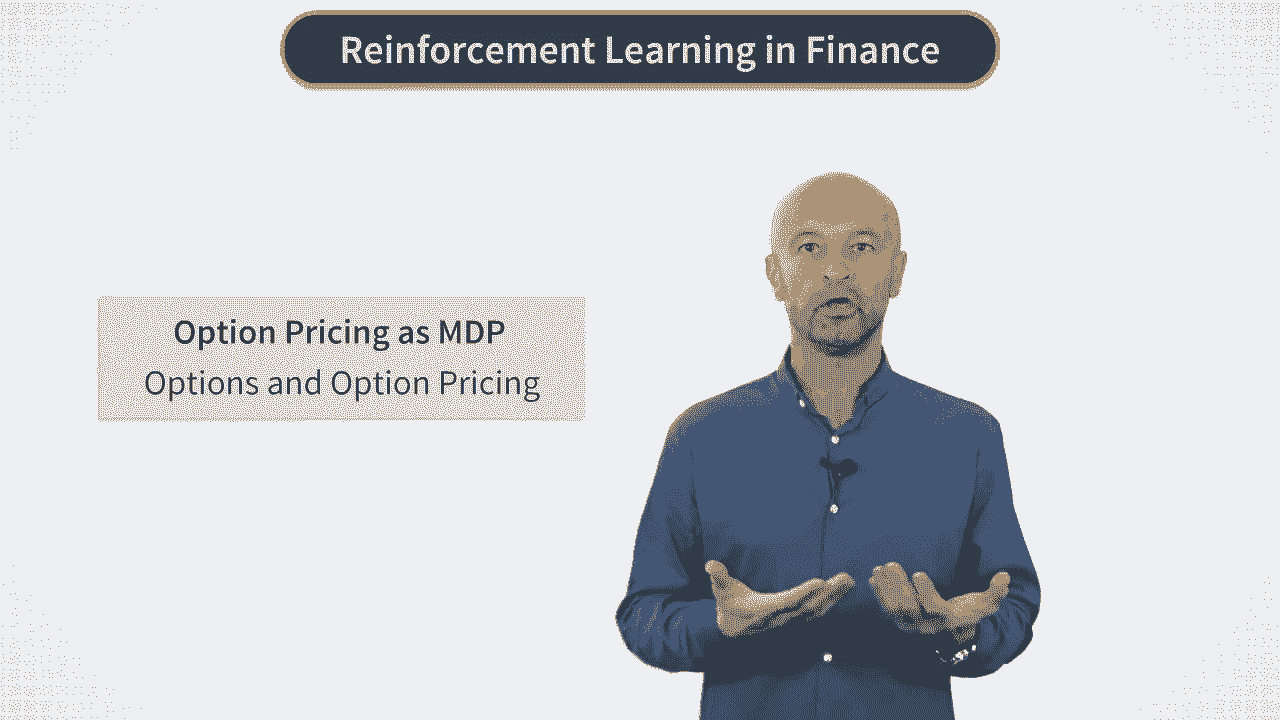 Reinforcement Learning in Finance
Option Pricing as MDP
Options and Option Pricing